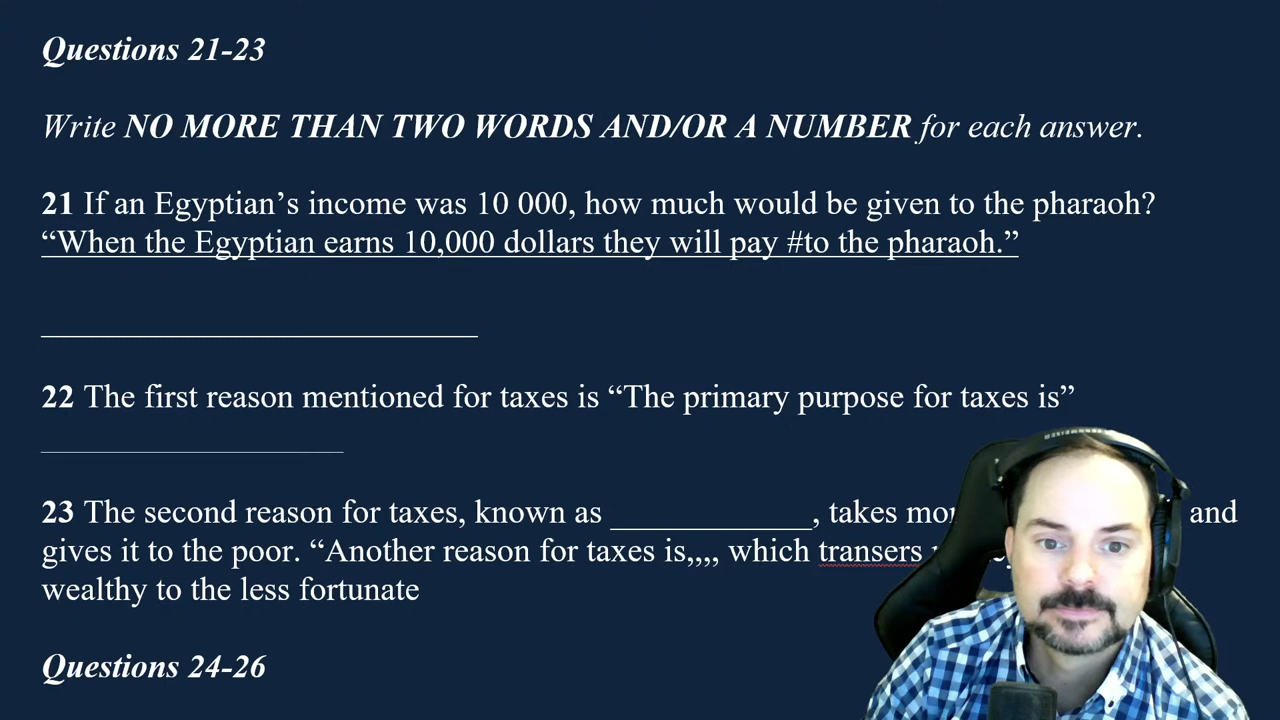 Questions 21-23
Write NO MORE THAN TWO WORDS AND/OR A NUMBER for each answer.
21 If an Egyptian’s income was 10 000, how much would be given to the pharaoh?
“When the Egyptian earns 10,000 dollars they will pay #to the pharaoh.”
22 The first reason mentioned for taxes is “The primary purpose for taxes is”
23 The second reason for taxes, known as _____________, takes and
gives it to the poor. “Another reason for taxes is,,,, which transers
wealthy to the less fortunate
Questions 24-26